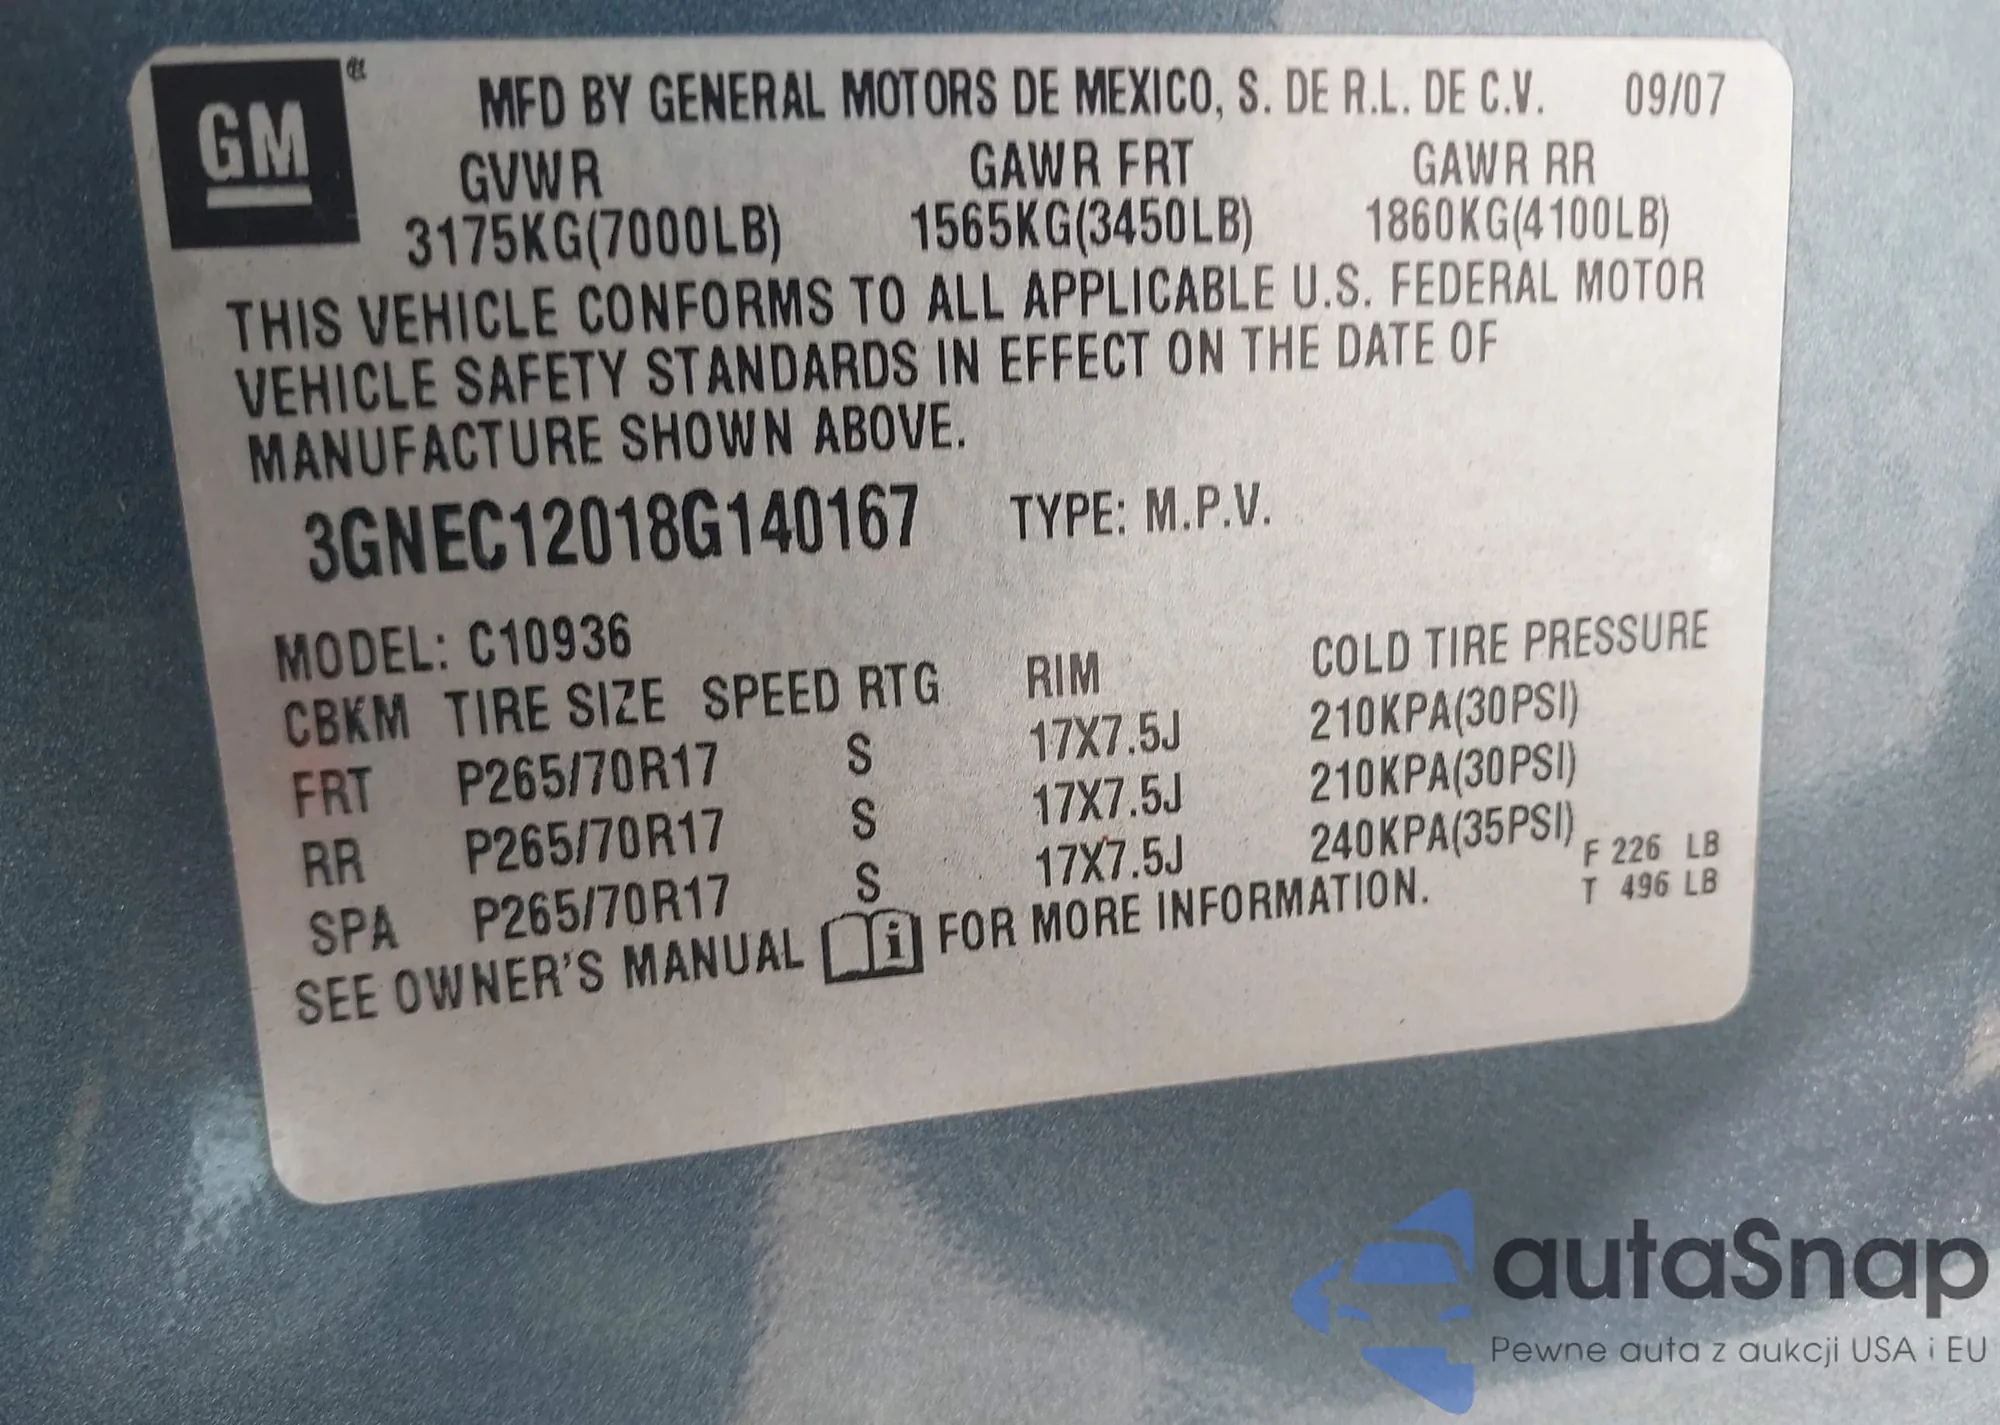 GM
MFD BY GENERAL MOTORS DE MEXICO, S. DE R.L. DE C.V. 09/07
GVWR GAWR FRT GAWR RR
3175KG(7000LB) 1565KG(3450LB) 1860KG(4100LB)
THIS VEHICLE CONFORMS TO ALL APPLICABLE U.S. FEDERAL MOTOR
VEHICLE SAFETY STANDARDS IN EFFECT ON THE DATE OF
MANUFACTURE SHOWN ABOVE.
3GNEC12018G140167 TYPE: M.P.V.
MODEL: C10936
CBKM TIRE SIZE SPEED RTG RIM COLD TIRE PRESSURE
FRT P265/70R17 S 17X7.5J 210KPA(30PSI)
RR P265/70R17 S 17X7.5J 210KPA(30PSI)
SPA P265/70R17 S 17X7.5J 240KPA(35PSI)
F 226 LB
T 496 LB
SEE OWNER'S MANUAL i FOR MORE INFORMATION.
autaSnap
Pewne auta z aukcji USA i EU